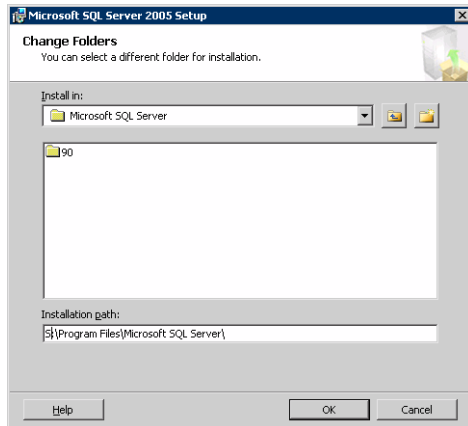 Microsoft SQL Server 2005 Setup
Change Folders
You can select a different folder for installation.
Install in:
Microsoft SQL Server
90
Installation path:
S:\Program Files\Microsoft SQL Server\
Help
OK
Cancel